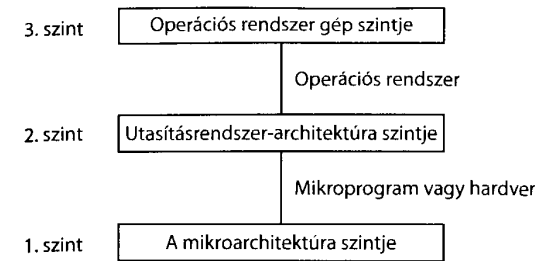 3. szint Operációs rendszer gép szintje
Operációs rendszer
2. szint Utasításrendszer-architektúra szintje
Mikroprogram vagy hardver
1. szint A mikroarchitektúra szintje